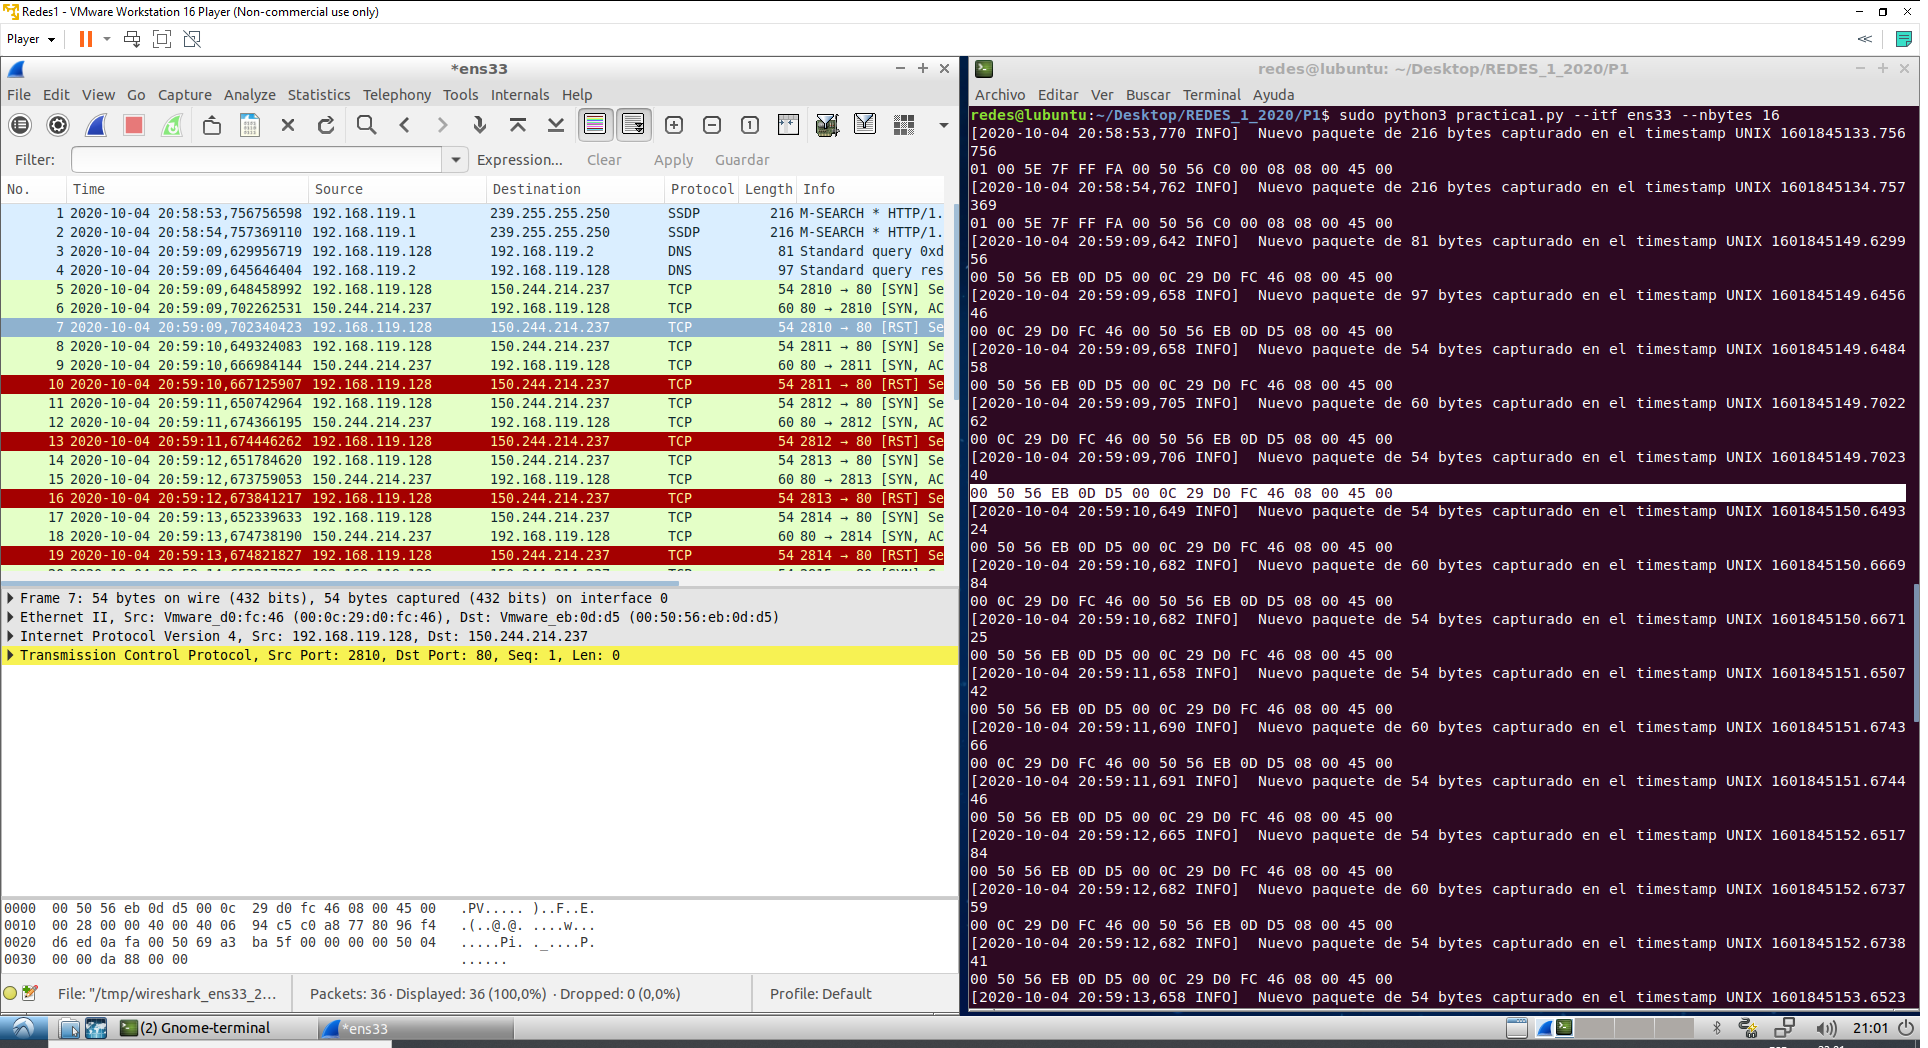 Redes1 - VMware Workstation 16 Player (Non-commercial use only)
Player
*ens33
File Edit View Go Capture Analyze Statistics Telephony Tools Internals Help
Filter: Expression... Clear Apply Guardar
No. Time Source Destination Protocol Length Info
1 2020-10-04 20:58:53,756756598 192.168.119.1 239.255.255.250 SSDP 216 M-SEARCH * HTTP/1.
2 2020-10-04 20:58:54,757369110 192.168.119.1 239.255.255.250 SSDP 216 M-SEARCH * HTTP/1.
3 2020-10-04 20:59:09,629956719 192.168.119.128 192.168.119.2 DNS 81 Standard query 0xd
4 2020-10-04 20:59:09,645646404 192.168.119.2 192.168.119.128 DNS 97 Standard query res
5 2020-10-04 20:59:09,648458992 192.168.119.128 150.244.214.237 TCP 54 2810 → 80 [SYN] Se
6 2020-10-04 20:59:09,702262531 150.244.214.237 192.168.119.128 TCP 60 80 → 2810 [SYN, AC
7 2020-10-04 20:59:09,702340423 192.168.119.128 150.244.214.237 TCP 54 2810 → 80 [RST] Se
8 2020-10-04 20:59:10,649324083 192.168.119.128 150.244.214.237 TCP 54 2811 → 80 [SYN] Se
9 2020-10-04 20:59:10,666984144 150.244.214.237 192.168.119.128 TCP 60 80 → 2811 [SYN, AC
10 2020-10-04 20:59:10,667125907 192.168.119.128 150.244.214.237 TCP 54 2811 → 80 [RST] Se
11 2020-10-04 20:59:11,650742964 192.168.119.128 150.244.214.237 TCP 54 2812 → 80 [SYN] Se
12 2020-10-04 20:59:11,674366195 150.244.214.237 192.168.119.128 TCP 60 80 → 2812 [SYN, AC
13 2020-10-04 20:59:11,674446262 192.168.119.128 150.244.214.237 TCP 54 2812 → 80 [RST] Se
14 2020-10-04 20:59:12,651784620 192.168.119.128 150.244.214.237 TCP 54 2813 → 80 [SYN] Se
15 2020-10-04 20:59:12,673759053 150.244.214.237 192.168.119.128 TCP 60 80 → 2813 [SYN, AC
16 2020-10-04 20:59:12,673841217 192.168.119.128 150.244.214.237 TCP 54 2813 → 80 [RST] Se
17 2020-10-04 20:59:13,652339633 192.168.119.128 150.244.214.237 TCP 54 2814 → 80 [SYN] Se
18 2020-10-04 20:59:13,674738190 150.244.214.237 192.168.119.128 TCP 60 80 → 2814 [SYN, AC
19 2020-10-04 20:59:13,674821827 192.168.119.128 150.244.214.237 TCP 54 2814 → 80 [RST] Se
Frame 7: 54 bytes on wire (432 bits), 54 bytes captured (432 bits) on interface 0
Ethernet II, Src: Vmware_d0:fc:46 (00:0c:29:d0:fc:46), Dst: Vmware_eb:0d:d5 (00:50:56:eb:0d:d5)
Internet Protocol Version 4, Src: 192.168.119.128, Dst: 150.244.214.237
Transmission Control Protocol, Src Port: 2810, Dst Port: 80, Seq: 1, Len: 0
0000 00 50 56 eb 0d d5 00 0c 29 d0 fc 46 08 00 45 00 .PV..... )..F..E.
0010 00 28 00 00 40 00 40 06 94 c5 c0 a8 77 80 96 f4 .(..@.@. ....w...
0020 d6 ed 0a fa 00 50 69 a3 ba 5f 00 00 00 00 50 04 .....Pi. ._....P.
0030 00 00 da 88 00 00 ......
File: "/tmp/wireshark_ens33_2... Packets: 36 · Displayed: 36 (100,0%) · Dropped: 0 (0,0%) Profile: Default
redes@lubuntu: ~/Desktop/REDES_1_2020/P1
Archivo Editar Ver Buscar Terminal Ayuda
redes@lubuntu:~/Desktop/REDES_1_2020/P1$ sudo python3 practica1.py --itf ens33 --nbytes 16
[2020-10-04 20:58:53,770 INFO] Nuevo paquete de 216 bytes capturado en el timestamp UNIX 1601845133.756
756
01 00 5E 7F FF FA 00 50 56 C0 00 08 08 00 45 00
[2020-10-04 20:58:54,762 INFO] Nuevo paquete de 216 bytes capturado en el timestamp UNIX 1601845134.757
369
01 00 5E 7F FF FA 00 50 56 C0 00 08 08 00 45 00
[2020-10-04 20:59:09,642 INFO] Nuevo paquete de 81 bytes capturado en el timestamp UNIX 1601845149.6299
56
00 50 56 EB 0D D5 00 0C 29 D0 FC 46 08 00 45 00
[2020-10-04 20:59:09,658 INFO] Nuevo paquete de 97 bytes capturado en el timestamp UNIX 1601845149.6456
46
00 0C 29 D0 FC 46 00 50 56 EB 0D D5 08 00 45 00
[2020-10-04 20:59:09,658 INFO] Nuevo paquete de 54 bytes capturado en el timestamp UNIX 1601845149.6484
58
00 50 56 EB 0D D5 00 0C 29 D0 FC 46 08 00 45 00
[2020-10-04 20:59:09,705 INFO] Nuevo paquete de 60 bytes capturado en el timestamp UNIX 1601845149.7022
62
00 0C 29 D0 FC 46 00 50 56 EB 0D D5 08 00 45 00
[2020-10-04 20:59:09,706 INFO] Nuevo paquete de 54 bytes capturado en el timestamp UNIX 1601845149.7023
40
00 50 56 EB 0D D5 00 0C 29 D0 FC 46 08 00 45 00
[2020-10-04 20:59:10,649 INFO] Nuevo paquete de 54 bytes capturado en el timestamp UNIX 1601845150.6493
24
00 50 56 EB 0D D5 00 0C 29 D0 FC 46 08 00 45 00
[2020-10-04 20:59:10,682 INFO] Nuevo paquete de 60 bytes capturado en el timestamp UNIX 1601845150.6669
84
00 0C 29 D0 FC 46 00 50 56 EB 0D D5 08 00 45 00
[2020-10-04 20:59:10,682 INFO] Nuevo paquete de 54 bytes capturado en el timestamp UNIX 1601845150.6671
25
00 50 56 EB 0D D5 00 0C 29 D0 FC 46 08 00 45 00
[2020-10-04 20:59:11,658 INFO] Nuevo paquete de 54 bytes capturado en el timestamp UNIX 1601845151.6507
42
00 50 56 EB 0D D5 00 0C 29 D0 FC 46 08 00 45 00
[2020-10-04 20:59:11,690 INFO] Nuevo paquete de 60 bytes capturado en el timestamp UNIX 1601845151.6743
66
00 0C 29 D0 FC 46 00 50 56 EB 0D D5 08 00 45 00
[2020-10-04 20:59:11,691 INFO] Nuevo paquete de 54 bytes capturado en el timestamp UNIX 1601845151.6744
46
00 50 56 EB 0D D5 00 0C 29 D0 FC 46 08 00 45 00
[2020-10-04 20:59:12,665 INFO] Nuevo paquete de 54 bytes capturado en el timestamp UNIX 1601845152.6517
84
00 50 56 EB 0D D5 00 0C 29 D0 FC 46 08 00 45 00
[2020-10-04 20:59:12,682 INFO] Nuevo paquete de 60 bytes capturado en el timestamp UNIX 1601845152.6737
59
00 0C 29 D0 FC 46 00 50 56 EB 0D D5 08 00 45 00
[2020-10-04 20:59:12,682 INFO] Nuevo paquete de 54 bytes capturado en el timestamp UNIX 1601845152.6738
41
00 50 56 EB 0D D5 00 0C 29 D0 FC 46 08 00 45 00
[2020-10-04 20:59:13,658 INFO] Nuevo paquete de 54 bytes capturado en el timestamp UNIX 1601845153.6523
(2) Gnome-terminal *ens33 21:01